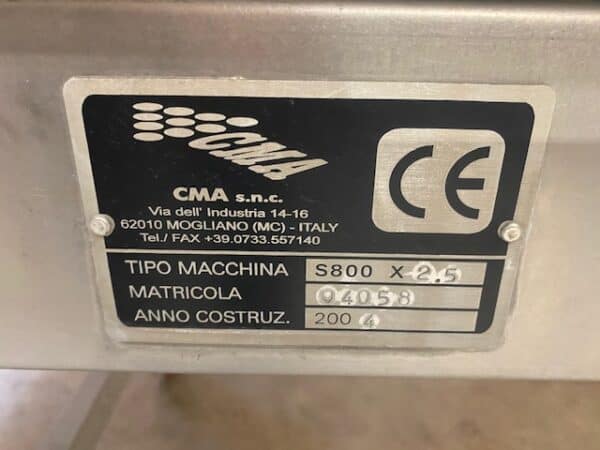 CMA
CE
CMA s.n.c.
Via dell' Industria 14-16
62010 MOGLIANO (MC) - ITALY
Tel./ FAX +39.0733.557140
TIPO MACCHINA S800 X 2.5
MATRICOLA 04058
ANNO COSTRUZ. 2004